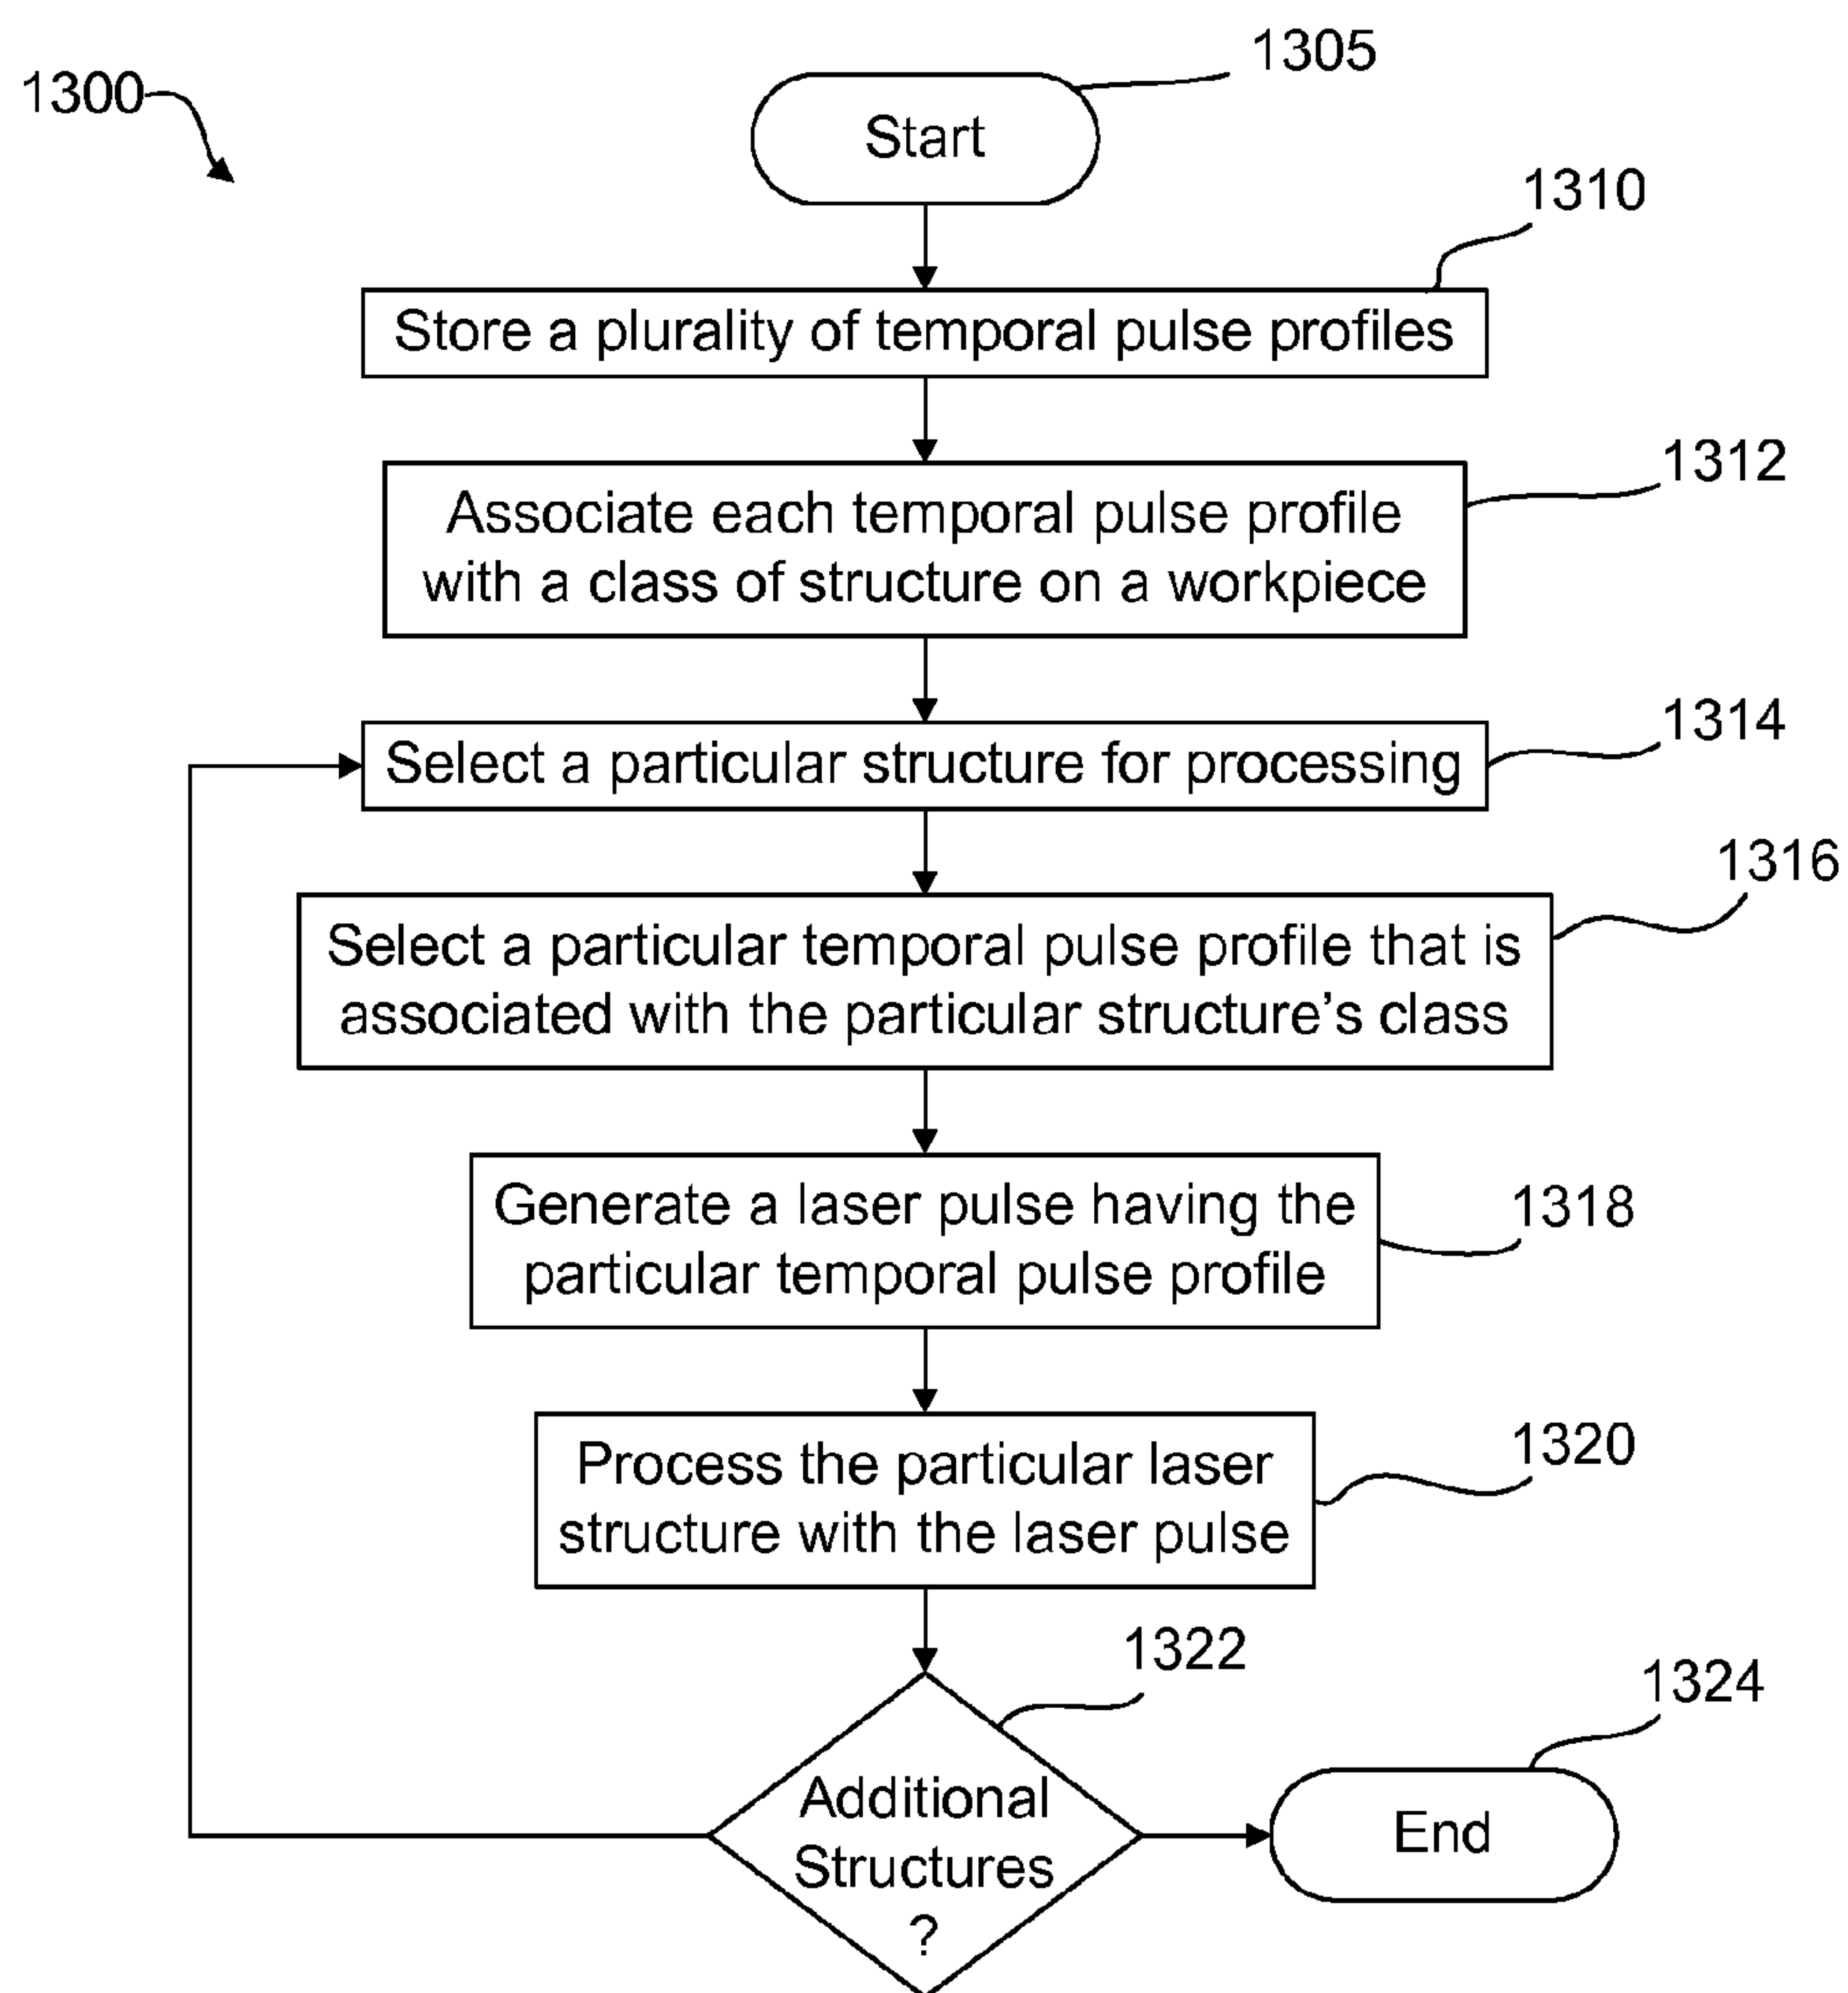 1300
1305
Start
1310
Store a plurality of temporal pulse profiles
1312
Associate each temporal pulse profile
with a class of structure on a workpiece
1314
Select a particular structure for processing
1316
Select a particular temporal pulse profile that is
associated with the particular structure's class
1318
Generate a laser pulse having the
particular temporal pulse profile
1320
Process the particular laser
structure with the laser pulse
1322
Additional
Structures
?
1324
End